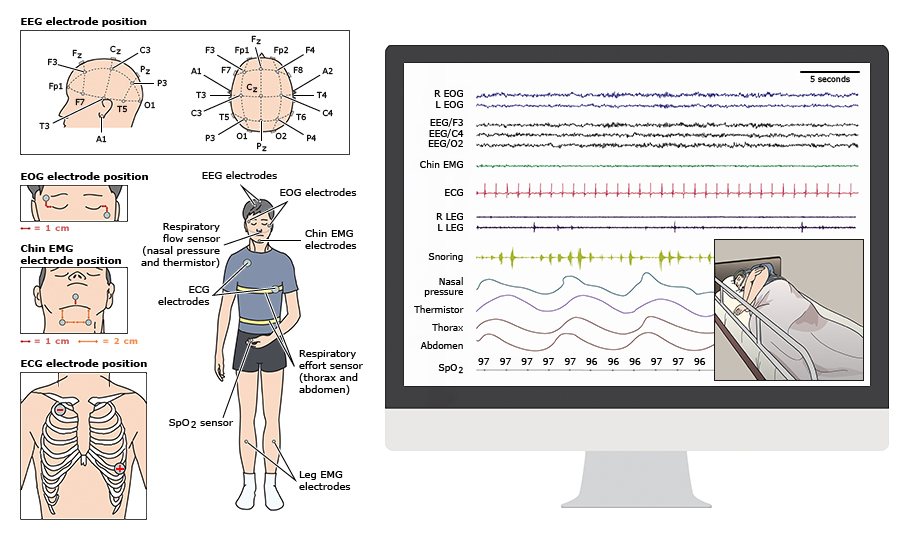 EEG electrode position
Fz
Cz
C3
F3
Pz
P3
Fp1
F7
T5
O1
T3
A1
Fz
F3
Fp1
Fp2
F4
A1
F7
F8
A2
Cz
T3
T4
C3
T5
T6
C4
P3
O1
O2
P4
Pz
EOG electrode position
= 1 cm
Chin EMG
electrode position
= 1 cm
= 2 cm
ECG electrode position
−
+
EEG electrodes
EOG electrodes
Respiratory
flow sensor
(nasal pressure
and thermistor)
Chin EMG
electrodes
ECG
electrodes
Respiratory
effort sensor
(thorax and
abdomen)
SpO2 sensor
Leg EMG
electrodes
5 seconds
R EOG
L EOG
EEG/F3
EEG/C4
EEG/O2
Chin EMG
ECG
R LEG
L LEG
Snoring
Nasal
pressure
Thermistor
Thorax
Abdomen
SpO2 97 97 97 97 97 96 96 96 97 97 96